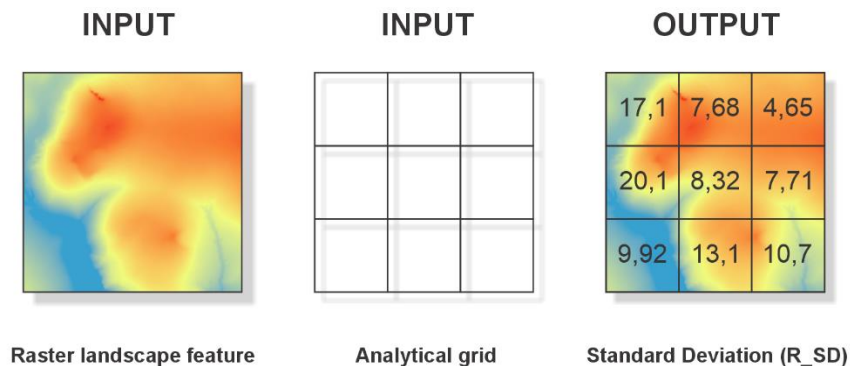 INPUT
INPUT
OUTPUT
17,1 7,68 4,65
20,1 8,32 7,71
9,92 13,1 10,7
Raster landscape feature
Analytical grid
Standard Deviation (R_SD)